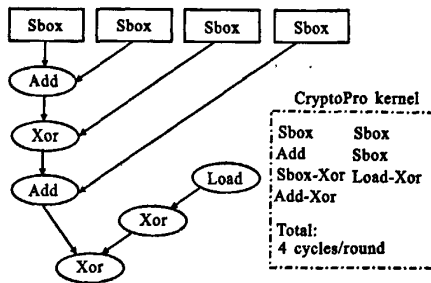 Sbox Sbox Sbox Sbox
Add
Xor
Add
Load
Xor
Xor
CryptoPro kernel
Sbox Sbox
Add Sbox
Sbox-Xor Load-Xor
Add-Xor
Total:
4 cycles/round